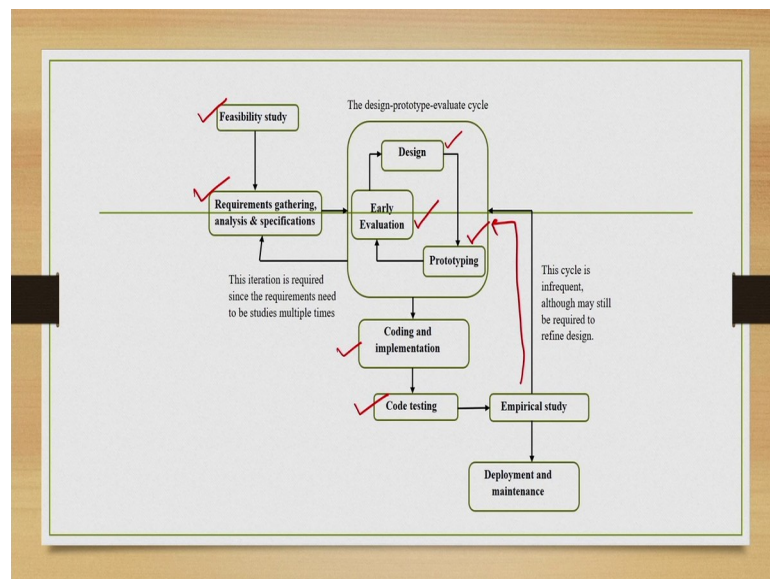 The design-prototype-evaluate cycle
Feasibility study
Design
Requirements gathering,
analysis & specifications
Early
Evaluation
Prototyping
This iteration is required
since the requirements need
to be studies multiple times
This cycle is
infrequent,
although may still
be required to
refine design.
Coding and
implementation
Code testing
Empirical study
Deployment and
maintenance